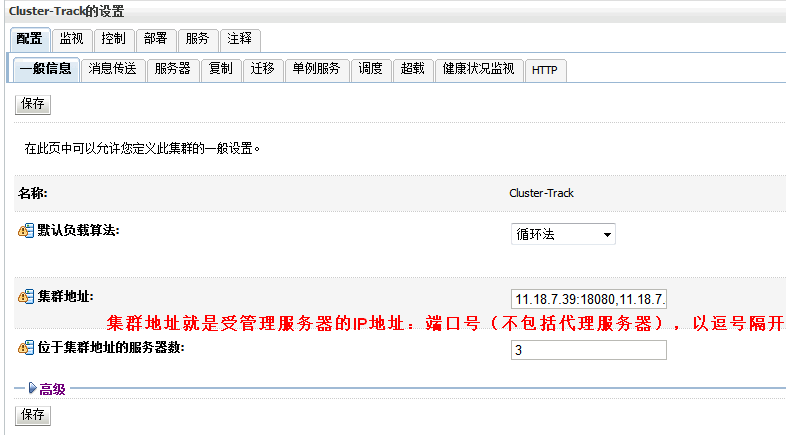 Cluster-Track的设置
配置 监视 控制 部署 服务 注释
一般信息 消息传送 服务器 复制 迁移 单例服务 调度 超载 健康状况监视 HTTP
保存
在此页中可以允许您定义此集群的一般设置。
名称: Cluster-Track
默认负载算法: 循环法
集群地址: 11.18.7.39:18080,11.18.7.
集群地址就是受管理服务器的IP地址：端口号（不包括代理服务器），以逗号隔开
位于集群地址的服务器数: 3
高级
保存